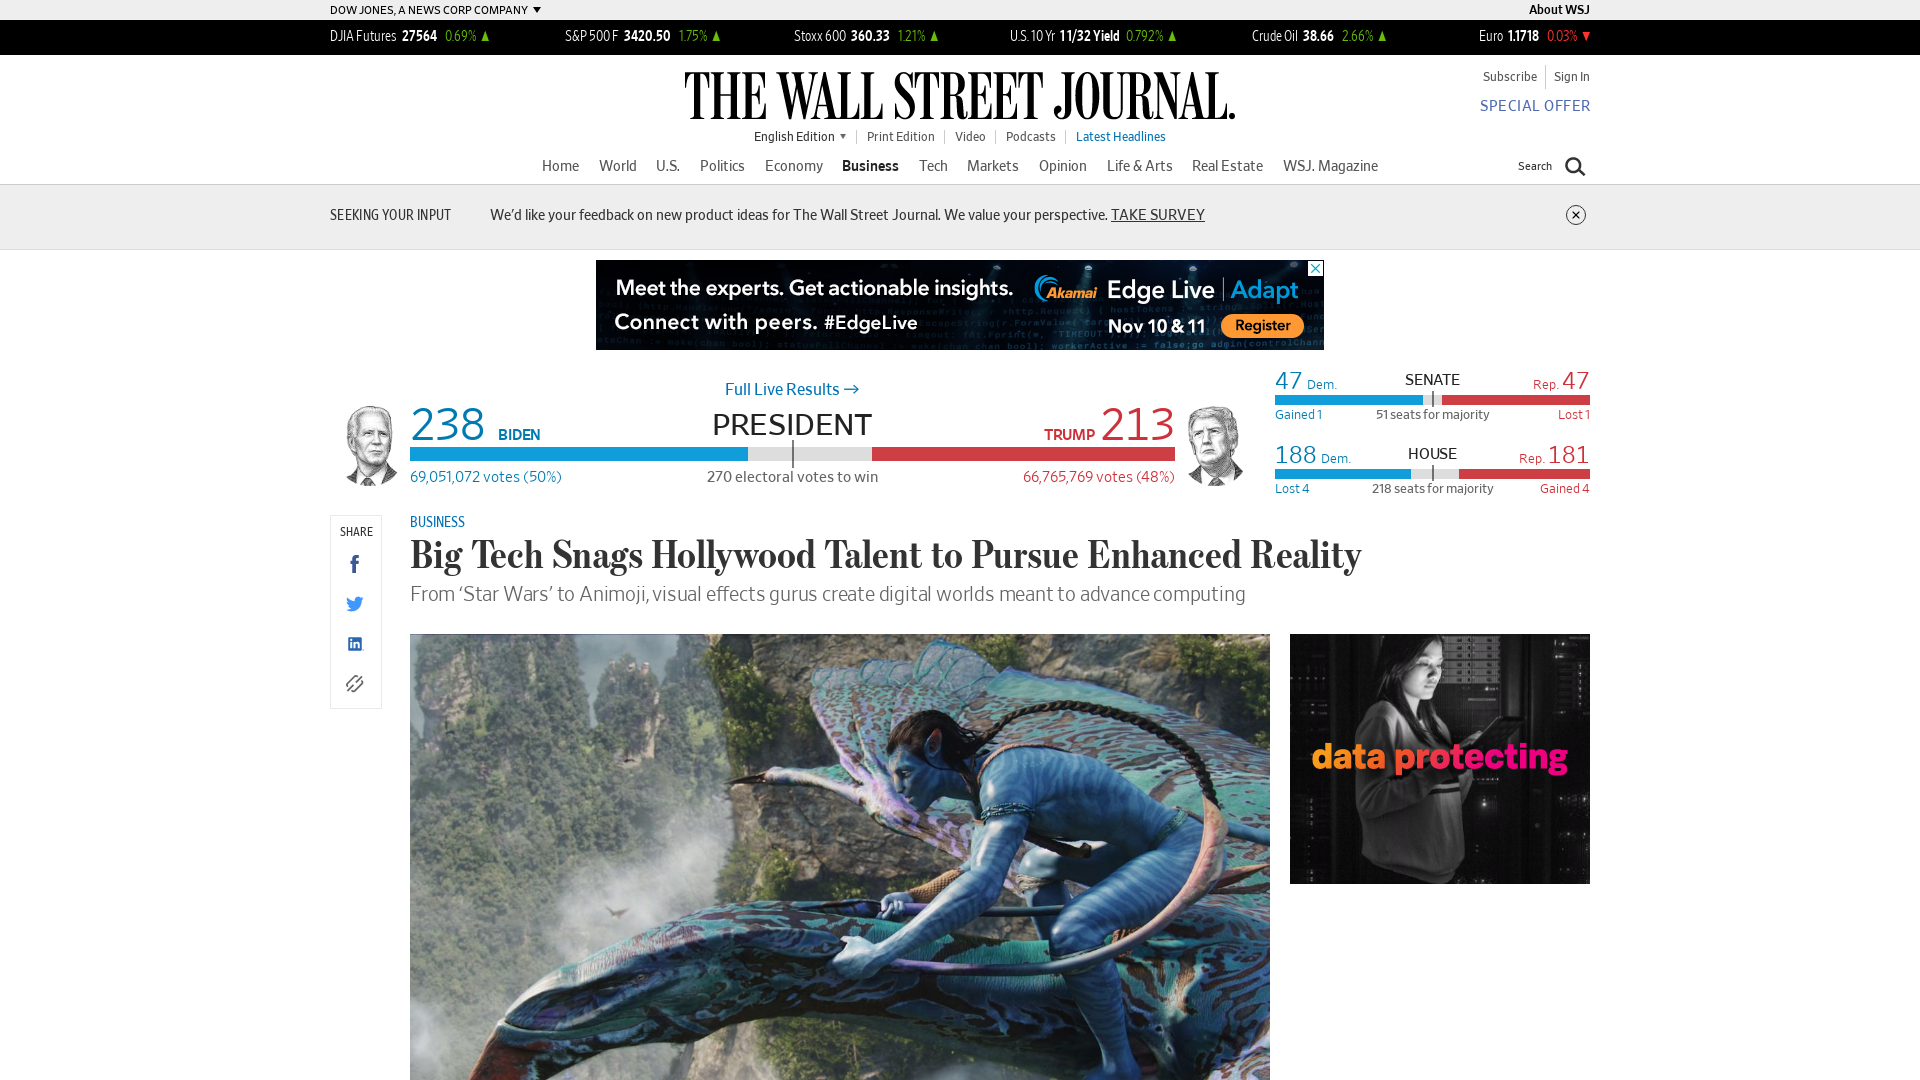 DOW JONES, A NEWS CORP COMPANY
About WSJ
DJIA Futures 27564 0.69%
S&P 500 F 3420.50 1.75%
Stoxx 600 360.33 1.21%
U.S. 10 Yr 11/32 Yield 0.792%
Crude Oil 38.66 2.66%
Euro 1.1718 0.03%
THE WALL STREET JOURNAL.
Subscribe
Sign In
SPECIAL OFFER
English Edition
Print Edition
Video
Podcasts
Latest Headlines
Home
World
U.S.
Politics
Economy
Business
Tech
Markets
Opinion
Life & Arts
Real Estate
WSJ. Magazine
Search
SEEKING YOUR INPUT
We'd like your feedback on new product ideas for The Wall Street Journal. We value your perspective. TAKE SURVEY
Meet the experts. Get actionable insights.
Connect with peers. #EdgeLive
Akamai
Edge Live | Adapt
Nov 10 & 11
Register
Full Live Results →
238 BIDEN
PRESIDENT
TRUMP 213
69,051,072 votes (50%)
270 electoral votes to win
66,765,769 votes (48%)
47 Dem.
SENATE
Rep. 47
Gained 1
51 seats for majority
Lost 1
188 Dem.
HOUSE
Rep. 181
Lost 4
218 seats for majority
Gained 4
SHARE
BUSINESS
Big Tech Snags Hollywood Talent to Pursue Enhanced Reality
From ‘Star Wars’ to Animoji, visual effects gurus create digital worlds meant to advance computing
data protecting